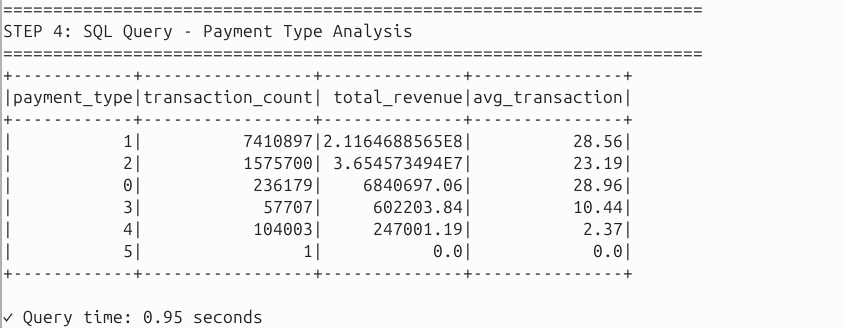 ======================================================================
STEP 4: SQL Query - Payment Type Analysis
======================================================================
+------------+-----------------+--------------+---------------+
|payment_type|transaction_count| total_revenue|avg_transaction|
+------------+-----------------+--------------+---------------+
|           1|          7410897|2.1164688565E8|          28.56|
|           2|          1575700| 3.654573494E7|          23.19|
|           0|           236179|    6840697.06|          28.96|
|           3|            57707|     602203.84|          10.44|
|           4|           104003|     247001.19|           2.37|
|           5|                1|           0.0|            0.0|
+------------+-----------------+--------------+---------------+
✓ Query time: 0.95 seconds